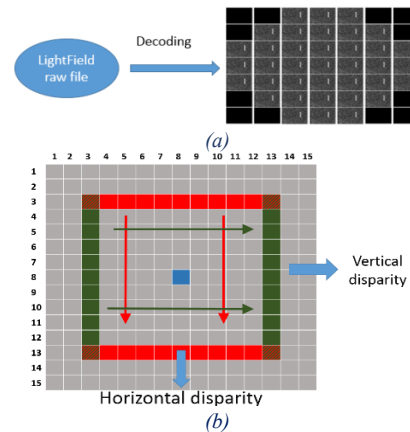 LightField
raw file
Decoding
(a)
1 2 3 4 5 6 7 8 9 10 11 12 13 14 15
1
2
3
4
5
6
7
8
9
10
11
12
13
14
15
Vertical
disparity
Horizontal disparity
(b)